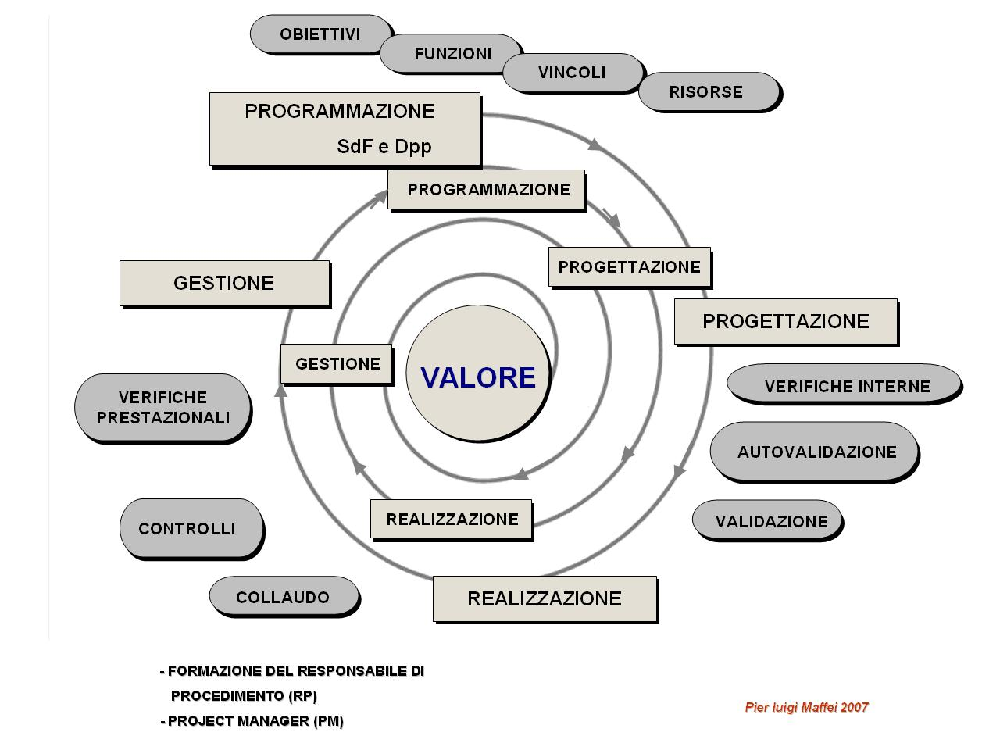 OBIETTIVI
FUNZIONI
VINCOLI
RISORSE
PROGRAMMAZIONE
SdF e Dpp
PROGRAMMAZIONE
PROGETTAZIONE
GESTIONE
PROGETTAZIONE
GESTIONE
VALORE
VERIFICHE INTERNE
VERIFICHE
PRESTAZIONALI
AUTOVALIDAZIONE
REALIZZAZIONE
VALIDAZIONE
CONTROLLI
COLLAUDO
REALIZZAZIONE
- FORMAZIONE DEL RESPONSABILE DI
PROCEDIMENTO (RP)
- PROJECT MANAGER (PM)
Pier luigi Maffei 2007